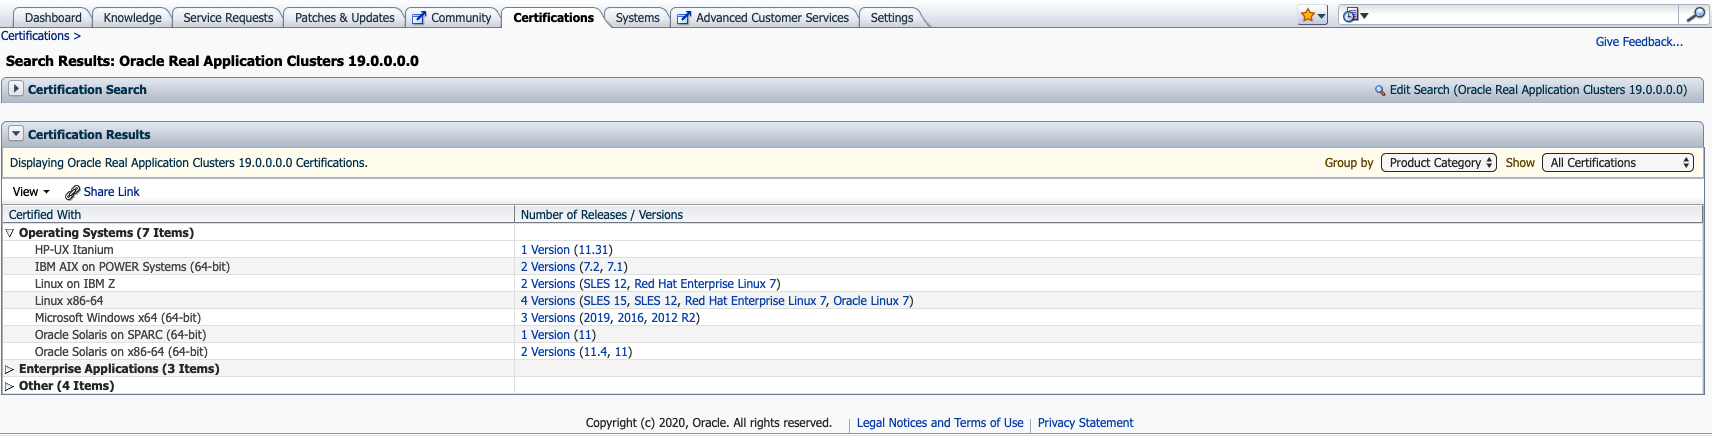 Dashboard Knowledge Service Requests Patches & Updates Community Certifications Systems Advanced Customer Services Settings
Certifications >
Give Feedback...
Search Results: Oracle Real Application Clusters 19.0.0.0.0
Certification Search Edit Search (Oracle Real Application Clusters 19.0.0.0.0)
Certification Results
Displaying Oracle Real Application Clusters 19.0.0.0.0 Certifications. Group by Product Category Show All Certifications
View Share Link
Certified With Number of Releases / Versions
Operating Systems (7 Items)
HP-UX Itanium 1 Version (11.31)
IBM AIX on POWER Systems (64-bit) 2 Versions (7.2, 7.1)
Linux on IBM Z 2 Versions (SLES 12, Red Hat Enterprise Linux 7)
Linux x86-64 4 Versions (SLES 15, SLES 12, Red Hat Enterprise Linux 7, Oracle Linux 7)
Microsoft Windows x64 (64-bit) 3 Versions (2019, 2016, 2012 R2)
Oracle Solaris on SPARC (64-bit) 1 Version (11)
Oracle Solaris on x86-64 (64-bit) 2 Versions (11.4, 11)
Enterprise Applications (3 Items)
Other (4 Items)
Copyright (c) 2020, Oracle. All rights reserved. Legal Notices and Terms of Use Privacy Statement